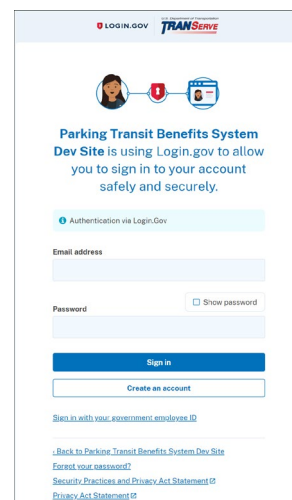 LOGIN.GOV
U.S. Department of Transportation
TRANSERVE
Parking Transit Benefits System
Dev Site is using Login.gov to allow
you to sign in to your account
safely and securely.
Authentication via Login.Gov
Email address
Show password
Password
Sign in
Create an account
Sign in with your government employee ID
‹ Back to Parking Transit Benefits System Dev Site
Forgot your password?
Security Practices and Privacy Act Statement
Privacy Act Statement